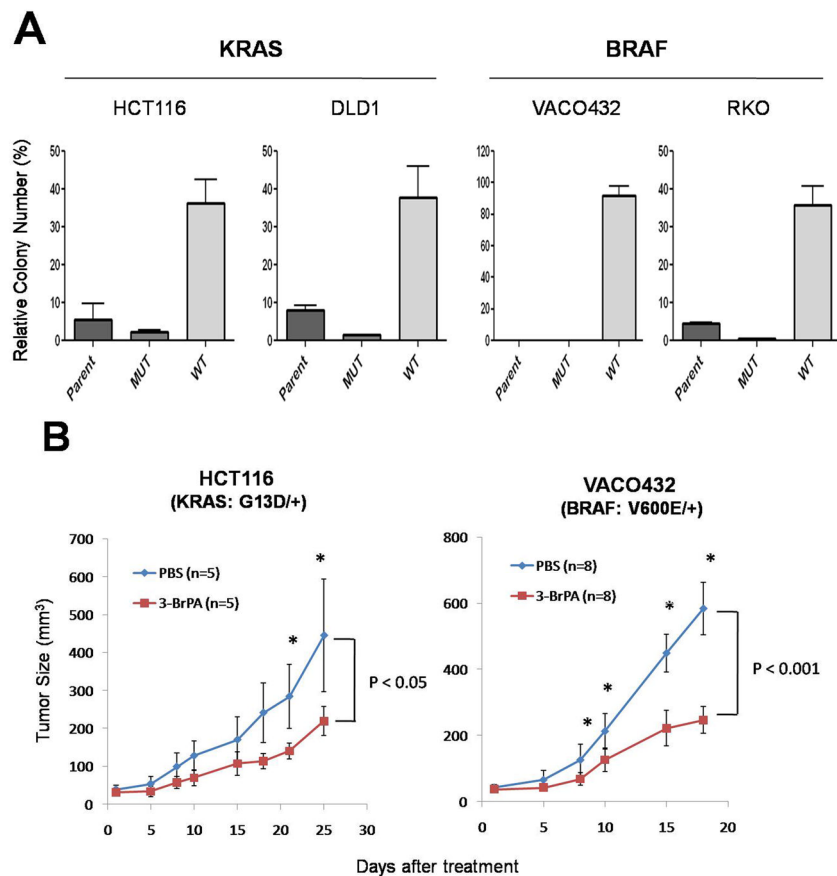 A
KRAS
BRAF
HCT116
DLD1
VACO432
RKO
Relative Colony Number (%)
50
40
30
20
10
0
Parent
MUT
WT
50
40
30
20
10
0
Parent
MUT
WT
120
100
80
60
40
20
0
Parent
MUT
WT
50
40
30
20
10
0
Parent
MUT
WT
B
HCT116
(KRAS: G13D/+)
VACO432
(BRAF: V600E/+)
Tumor Size (mm³)
700
600
500
400
300
200
100
0
PBS (n=5)
3-BrPA (n=5)
*
*
P < 0.05
0
5
10
15
20
25
30
800
600
400
200
0
PBS (n=8)
3-BrPA (n=8)
*
*
*
*
P < 0.001
0
5
10
15
20
Days after treatment